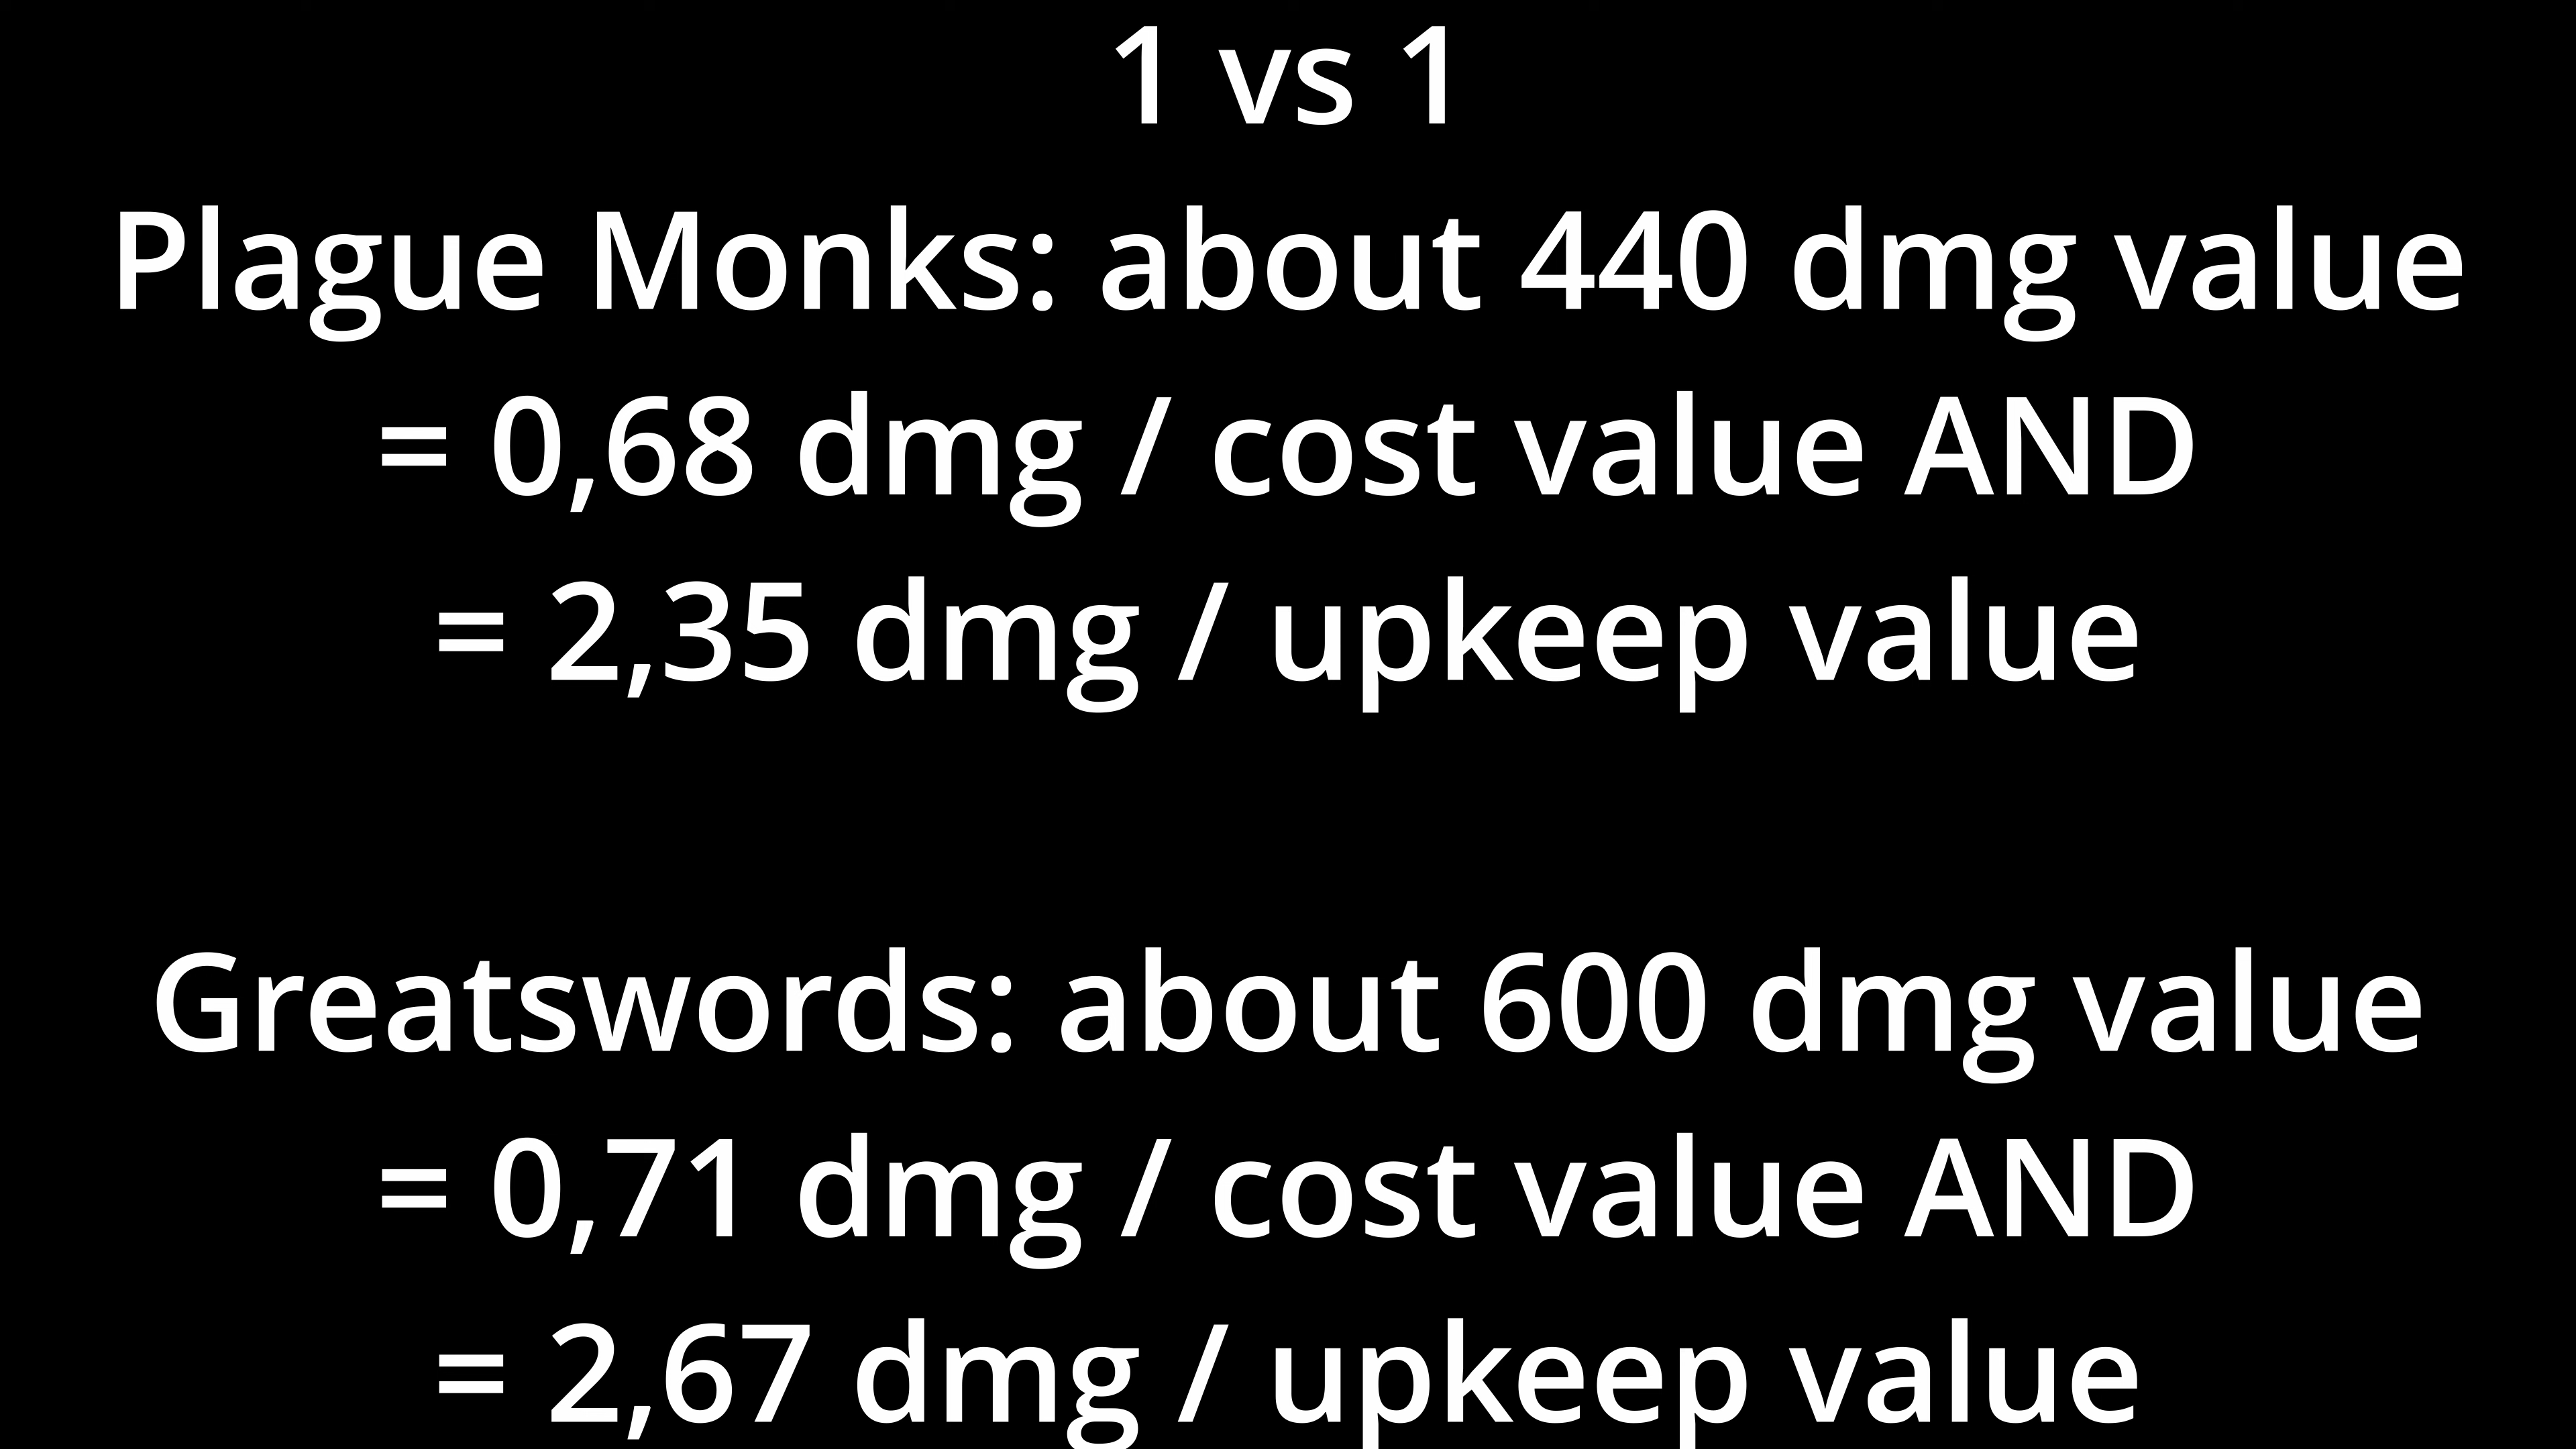 1 vs 1
Plague Monks: about 440 dmg value
= 0,68 dmg / cost value AND
= 2,35 dmg / upkeep value
Greatswords: about 600 dmg value
= 0,71 dmg / cost value AND
= 2,67 dmg / upkeep value